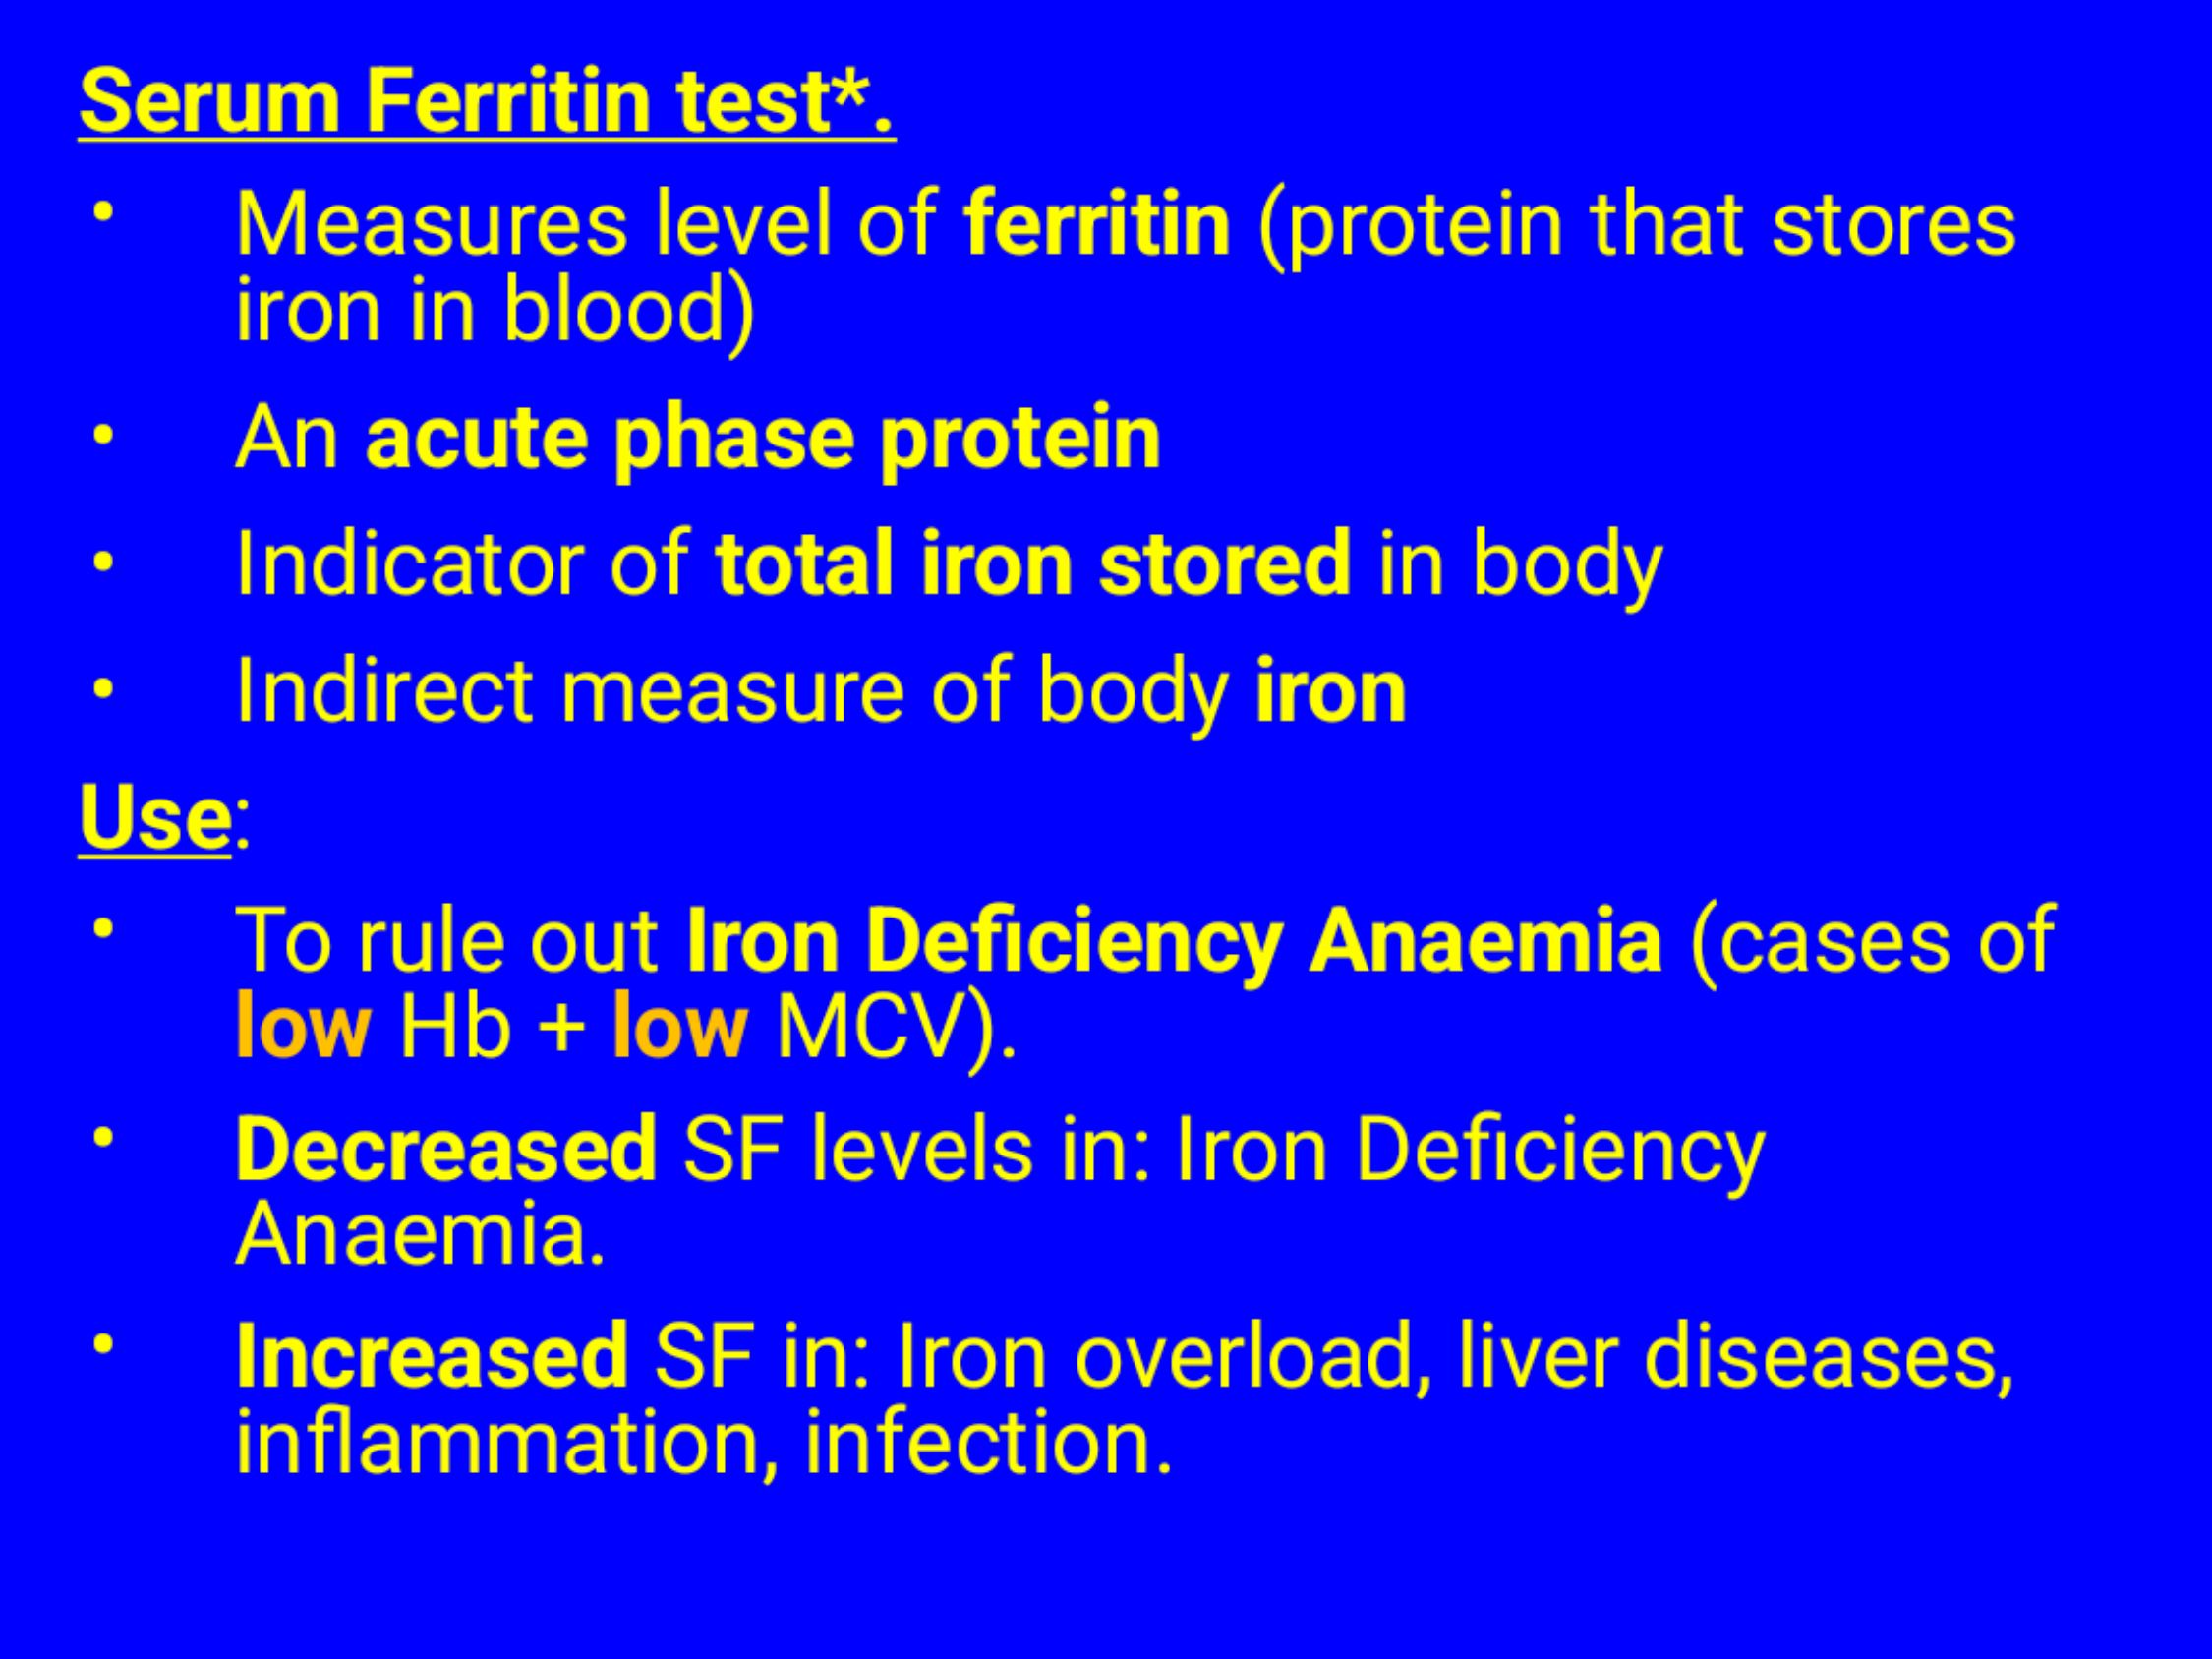 Serum Ferritin test*.
• Measures level of ferritin (protein that stores
iron in blood)
• An acute phase protein
• Indicator of total iron stored in body
• Indirect measure of body iron
Use:
• To rule out Iron Deficiency Anaemia (cases of
low Hb + low MCV).
• Decreased SF levels in: Iron Deficiency
Anaemia.
• Increased SF in: Iron overload, liver diseases,
inflammation, infection.